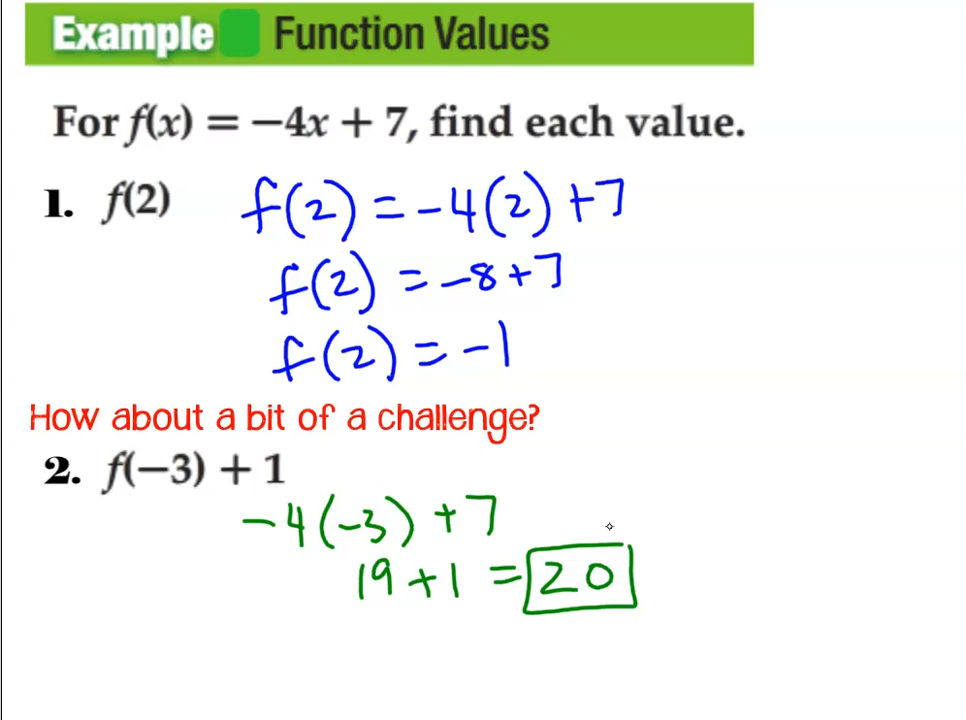 Example Function Values
For f(x) = −4x + 7, find each value.
1. f(2) f(2) = -4(2) +7
f(2) = -8+7
f(2) = -1
How about a bit of a challenge?
2. f(−3) + 1
-4(-3) +7
19+1 = 20